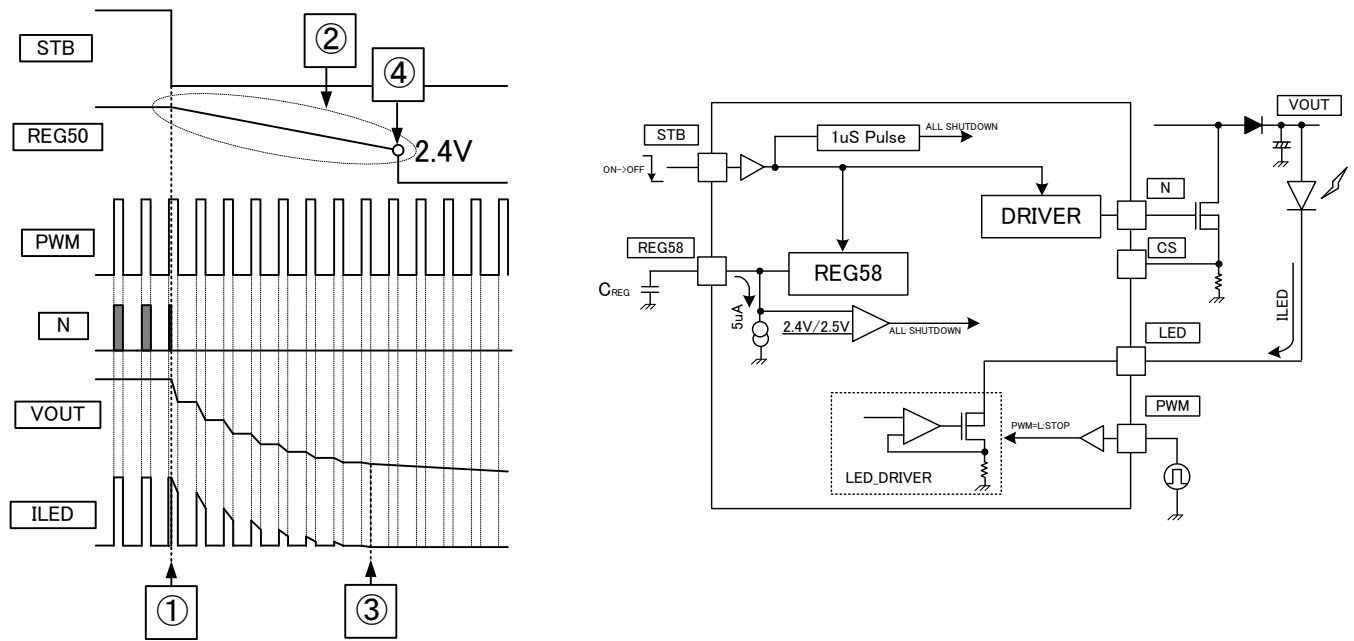 STB
②
④
REG50
2.4V
PWM
N
VOUT
ILED
①
③
VOUT
STB
1uS Pulse
ALL SHUTDOWN
ON->OFF
DRIVER
N
REG58
CS
REG58
CREG
5uA
2.4V/2.5V
ALL SHUTDOWN
ILED
LED
PWM
PWM=L:STOP
LED_DRIVER